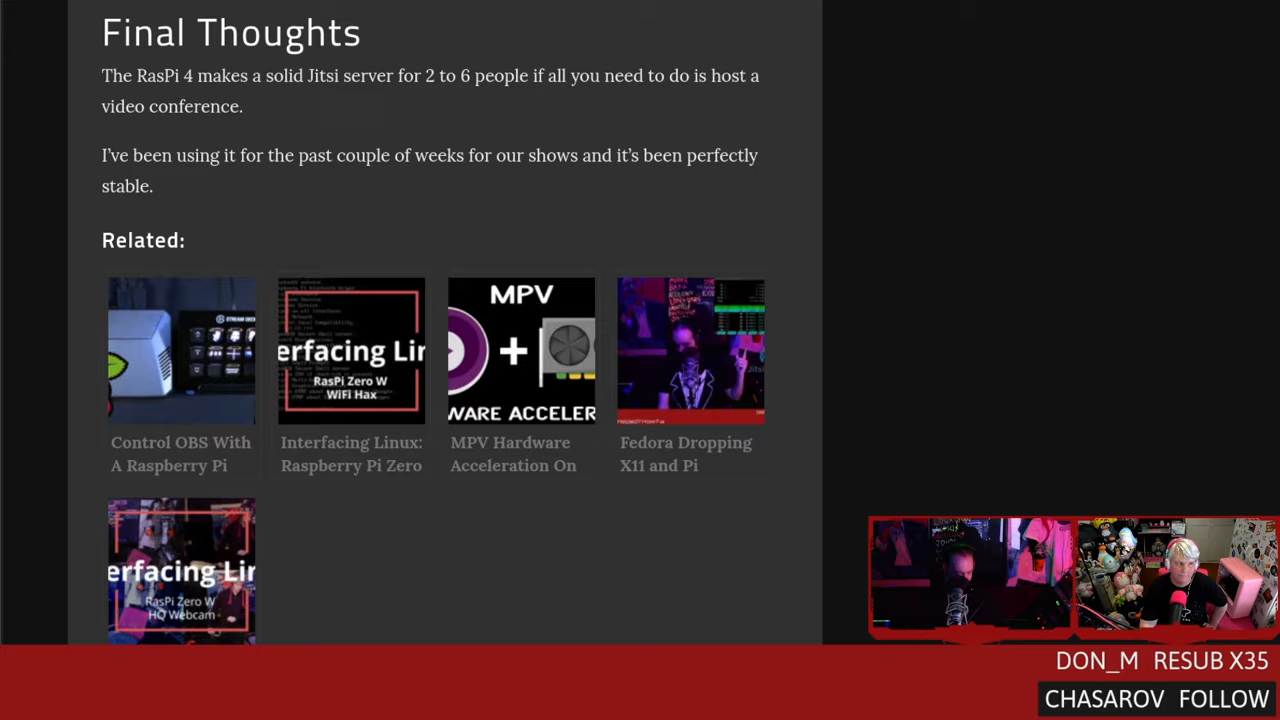 Final Thoughts
The RasPi 4 makes a solid Jitsi server for 2 to 6 people if all you need to do is host a
video conference.
I've been using it for the past couple of weeks for our shows and it's been perfectly
stable.
Related:
STREAM DECK
erfacing Lir
RasPi Zero W
WiFi Hax
MPV
+
WARE ACCELER
Control OBS With
A Raspberry Pi
Interfacing Linux:
Raspberry Pi Zero
MPV Hardware
Acceleration On
Fedora Dropping
X11 and Pi
erfacing Lir
RasPi Zero W
HQ Webcam
DON_M RESUB X35
CHASAROV FOLLOW